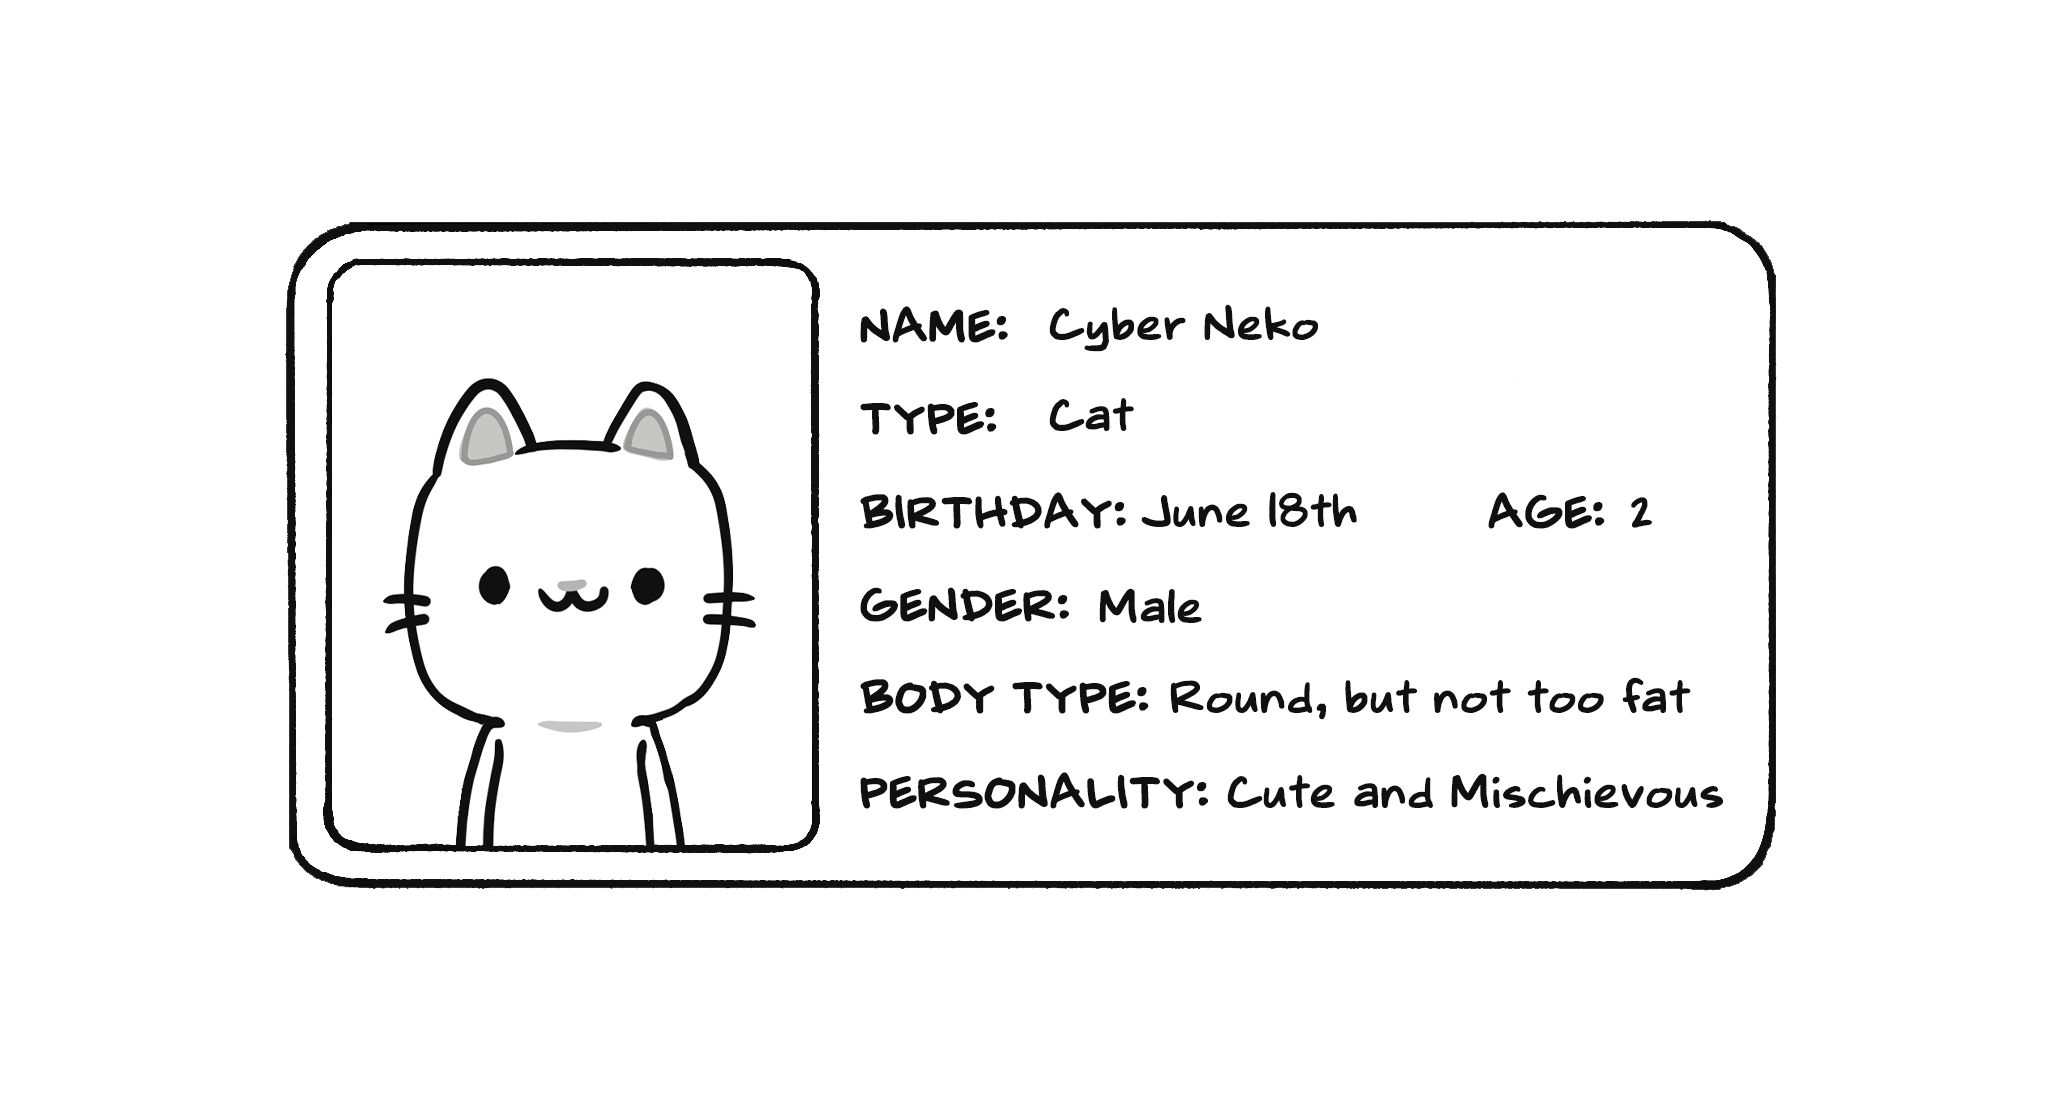 NAME: Cyber Neko
TYPE: Cat
BIRTHDAY: June 18th AGE: 2
GENDER: Male
BODY TYPE: Round, but not too fat
PERSONALITY: Cute and Mischievous